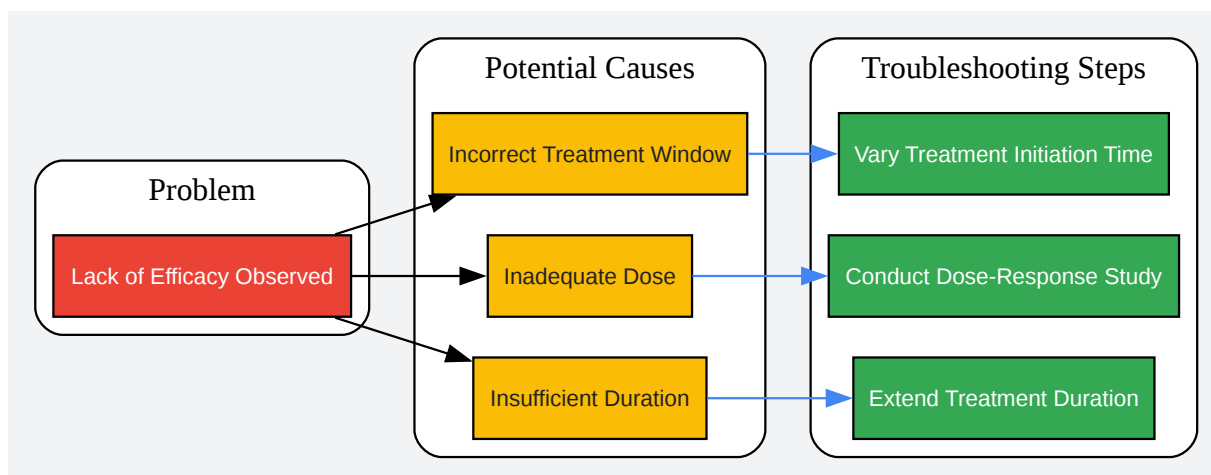 Problem
Lack of Efficacy Observed
Potential Causes
Incorrect Treatment Window
Inadequate Dose
Insufficient Duration
Troubleshooting Steps
Vary Treatment Initiation Time
Conduct Dose-Response Study
Extend Treatment Duration